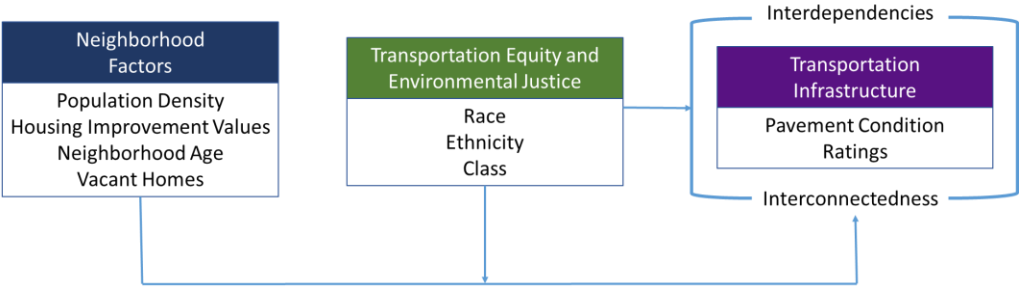 Neighborhood
Factors
Population Density
Housing Improvement Values
Neighborhood Age
Vacant Homes
Transportation Equity and
Environmental Justice
Race
Ethnicity
Class
Interdependencies
Transportation
Infrastructure
Pavement Condition
Ratings
Interconnectedness